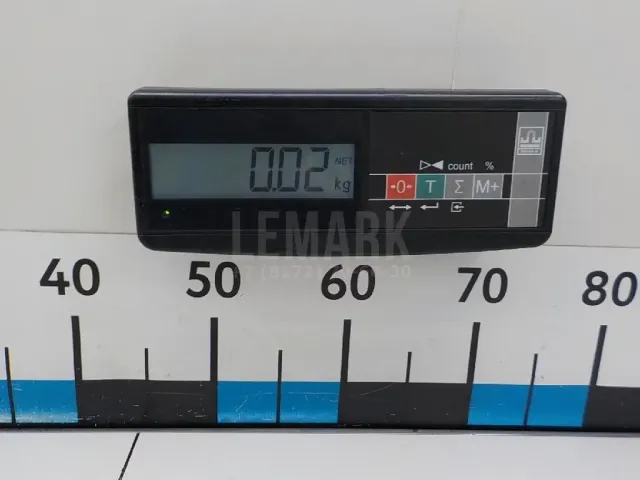 0.02 NET kg
count %
→0← T Σ M+
LEMARK
40 50 60 70 80